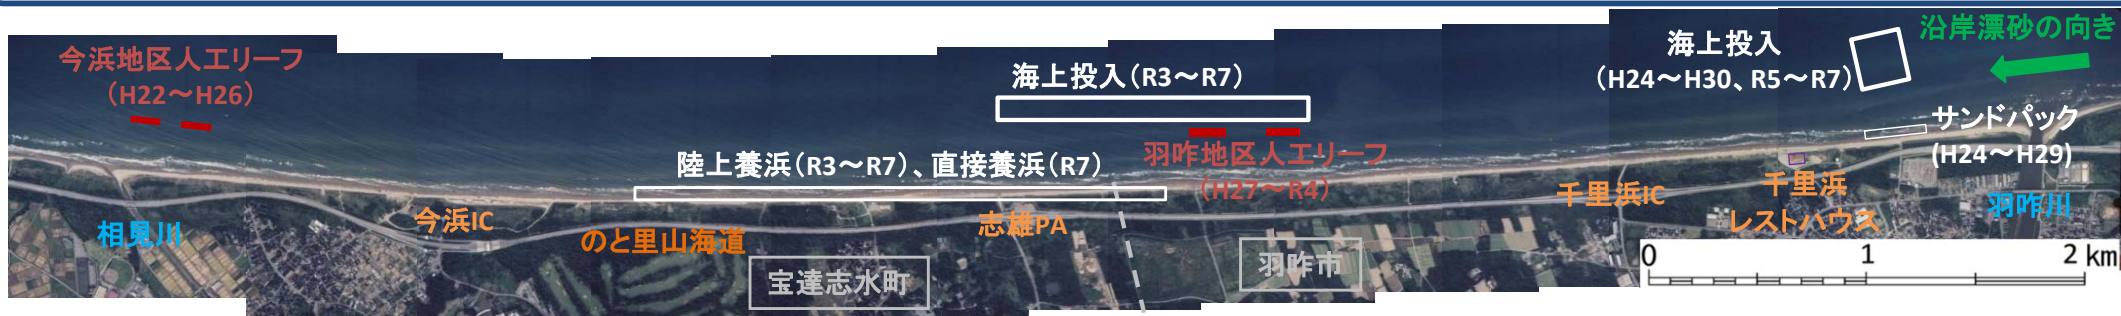 今浜地区人工リーフ
（H22～H26）
海上投入（R3～R7）
海上投入
（H24～H30、R5～R7）
沿岸漂砂の向き
サンドパック
(H24～H29)
陸上養浜（R3～R7）、直接養浜（R7）
羽咋地区人工リーフ
（H27～R4）
相見川
今浜IC
のと里山海道
志雄PA
千里浜IC
千里浜
レストハウス
羽咋川
宝達志水町
羽咋市
0 1 2 km